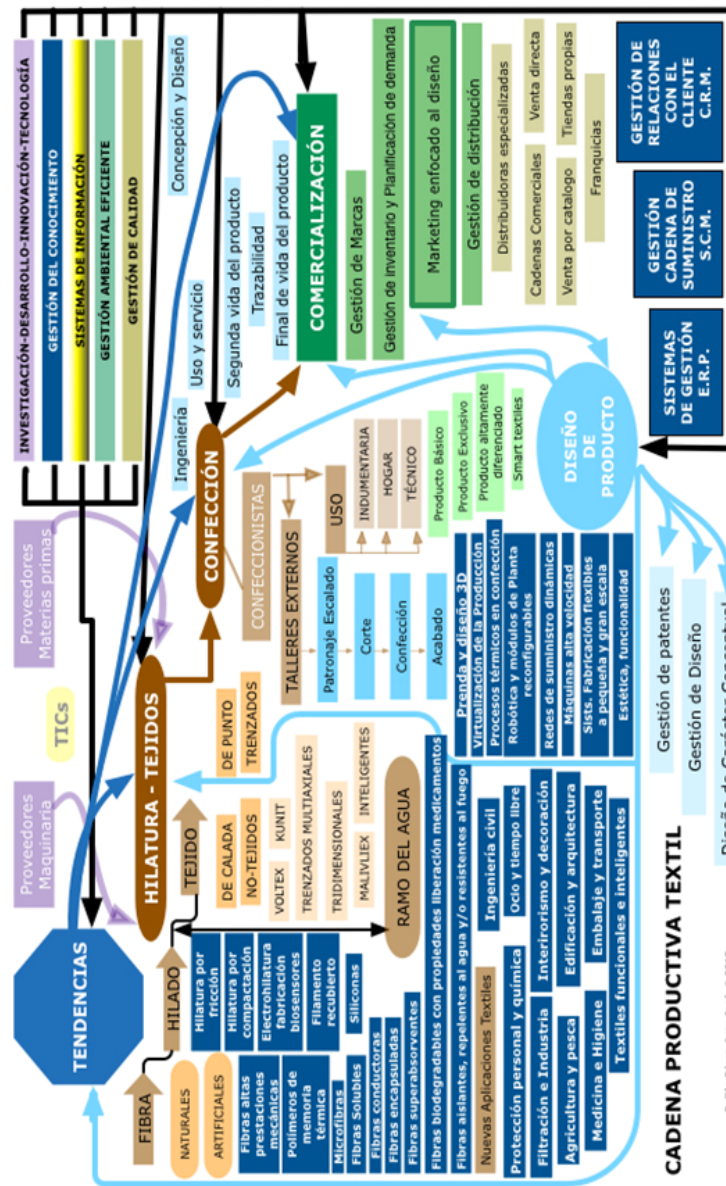 INVESTIGACIÓN-DESARROLLO-INNOVACIÓN-TECNOLOGÍA
GESTIÓN DEL CONOCIMIENTO
SISTEMAS DE INFORMACIÓN
GESTIÓN AMBIENTAL EFICIENTE
GESTIÓN DE CALIDAD
Proveedores
Materias primas
TICs
Proveedores
Maquinaria
TENDENCIAS
Concepción y Diseño
Ingeniería
Uso y servicio
Segunda vida del producto
Trazabilidad
Final de vida del producto
HILATURA - TEJIDOS
CONFECCIÓN
COMERCIALIZACIÓN
FIBRA
HILADO
TEJIDO
NATURALES
ARTIFICIALES
Fibras altas
prestaciones
mecánicas
Polímeros de
memoria
térmica
Microfibras
Fibras Solubles
Fibras conductoras
Fibras encapsuladas
Fibras superabsorventes
Fibras biodegradables con propiedades liberación medicamentos
Fibras aislantes, repelentes al agua y/o resistentes al fuego
Hilatura por
fricción
Hilatura por
compactación
Electrohilatura
fabricación
biosensores
Filamento
recubierto
Siliconas
DE CALADA
DE PUNTO
NO-TEJIDOS
TRENZADOS
VOLTEX
KUNIT
TRENZADOS MULTIAXIALES
TRIDIMENSIONALES
MALIVLIEX
INTELIGENTES
RAMO DEL AGUA
CONFECCIONISTAS
TALLERES EXTERNOS
USO
Patronaje Escalado
Corte
Confección
Acabado
INDUMENTARIA
HOGAR
TÉCNICO
Producto Básico
Producto Exclusivo
Producto altamente
diferenciado
Smart textiles
Gestión de Marcas
Gestión de Inventario y Planificación de demanda
Marketing enfocado al diseño
Gestión de distribución
Distribuidoras especializadas
Cadenas Comerciales
Venta directa
Venta por catalogo
Tiendas propias
Franquicias
Nuevas Aplicaciones Textiles
Protección personal y química
Ingeniería civil
Ocio y tiempo libre
Filtración e Industria
Interirorismo y decoración
Agricultura y pesca
Edificación y arquitectura
Medicina e Higiene
Embalaje y transporte
Textiles funcionales e inteligentes
Prenda y diseño 3D
Virtualización de la Producción
Procesos térmicos en confección
Robótica y módulos de Planta
reconfigurables
Redes de suministro dinámicas
Máquinas alta velocidad
Sists. Fabricación flexibles
a pequeña y gran escala
Estética, funcionalidad
DISEÑO
DE
PRODUCTO
SISTEMAS
DE GESTIÓN
E.R.P.
GESTIÓN
CADENA DE
SUMINISTRO
S.C.M.
GESTIÓN DE
RELACIONES
CON EL
CLIENTE
C.R.M.
Gestión de patentes
Gestión de Diseño
CADENA PRODUCTIVA TEXTIL